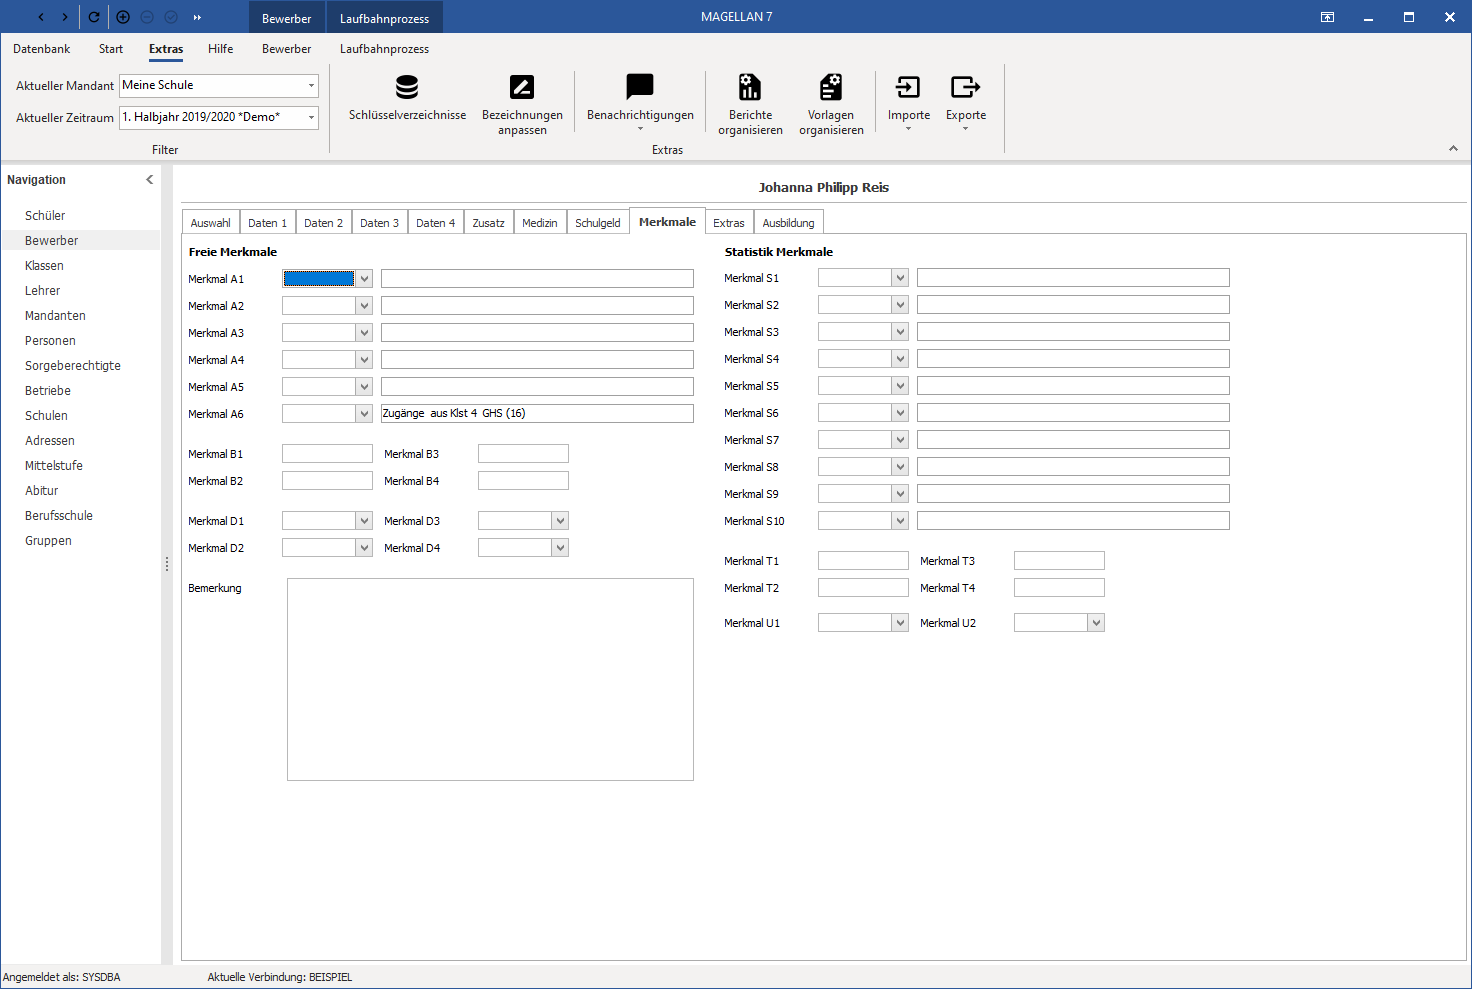 Bewerber Laufbahnprozess MAGELLAN 7
Datenbank Start Extras Hilfe Bewerber Laufbahnprozess
Aktueller Mandant Meine Schule
Aktueller Zeitraum 1. Halbjahr 2019/2020 *Demo*
Filter
Schlüsselverzeichnisse
Bezeichnungen
anpassen
Benachrichtigungen
Berichte
organisieren
Vorlagen
organisieren
Importe
Exporte
Extras
Navigation
Schüler
Bewerber
Klassen
Lehrer
Mandanten
Personen
Sorgeberechtigte
Betriebe
Schulen
Adressen
Mittelstufe
Abitur
Berufsschule
Gruppen
Johanna Philipp Reis
Auswahl Daten 1 Daten 2 Daten 3 Daten 4 Zusatz Medizin Schulgeld Merkmale Extras Ausbildung
Freie Merkmale
Merkmal A1
Merkmal A2
Merkmal A3
Merkmal A4
Merkmal A5
Merkmal A6 Zugänge aus Klst 4 GHS (16)
Merkmal B1 Merkmal B3
Merkmal B2 Merkmal B4
Merkmal D1 Merkmal D3
Merkmal D2 Merkmal D4
Bemerkung
Statistik Merkmale
Merkmal S1
Merkmal S2
Merkmal S3
Merkmal S4
Merkmal S5
Merkmal S6
Merkmal S7
Merkmal S8
Merkmal S9
Merkmal S10
Merkmal T1 Merkmal T3
Merkmal T2 Merkmal T4
Merkmal U1 Merkmal U2
Angemeldet als: SYSDBA Aktuelle Verbindung: BEISPIEL